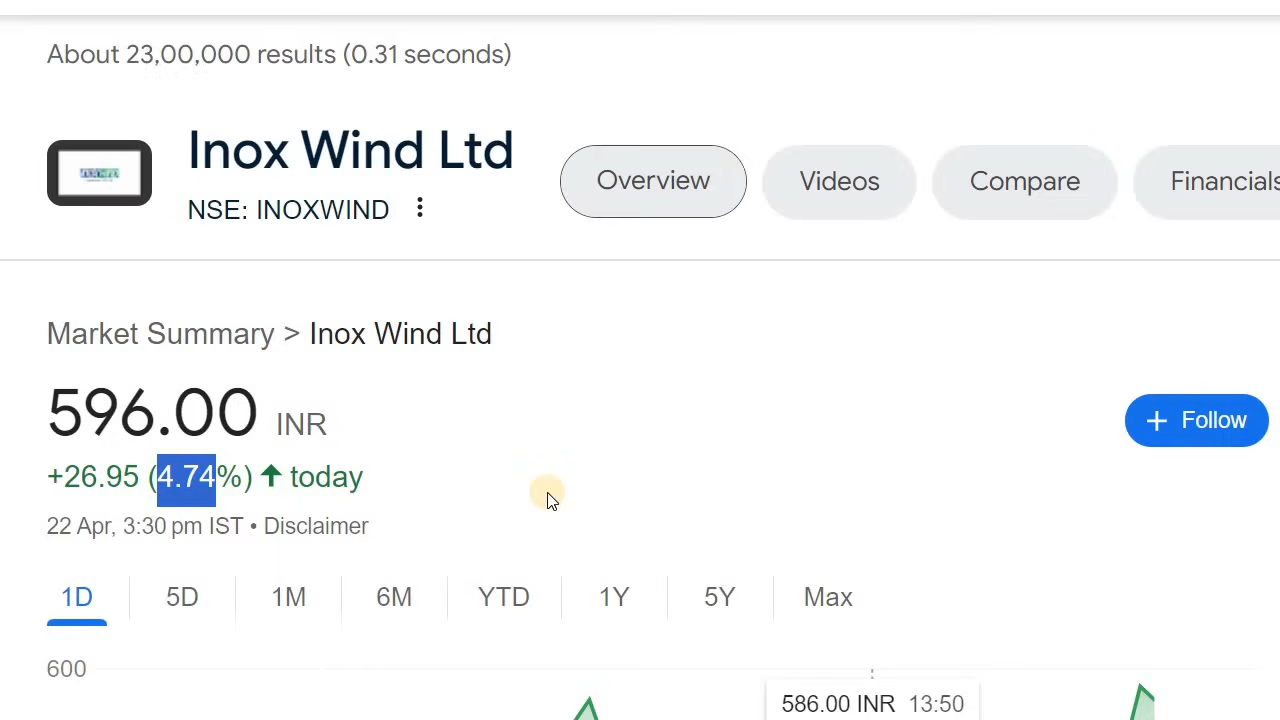 About 23,00,000 results (0.31 seconds)
Inox Wind Ltd
NSE: INOXWIND
Overview
Videos
Compare
Financials
Market Summary > Inox Wind Ltd
596.00 INR
+ Follow
+26.95 (4.74%) ↑ today
22 Apr, 3:30 pm IST • Disclaimer
1D 5D 1M 6M YTD 1Y 5Y Max
600
586.00 INR 13:50